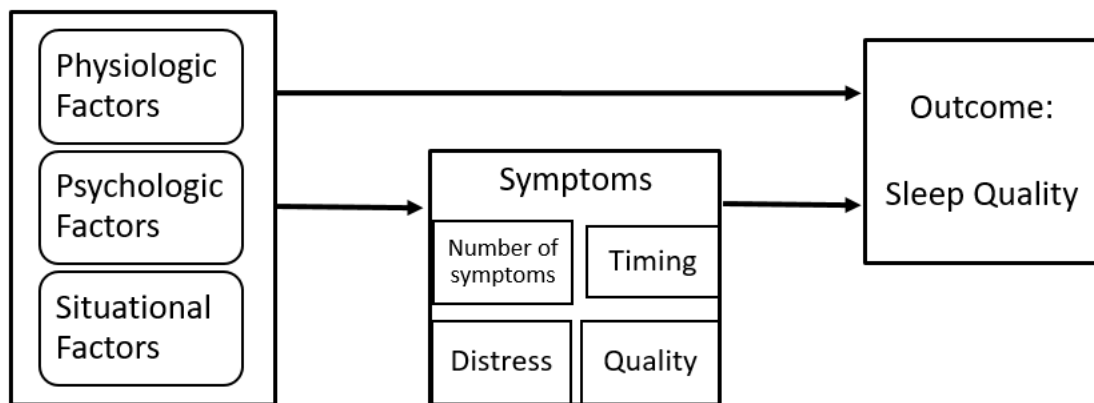 Physiologic
Factors
Psychologic
Factors
Situational
Factors
Symptoms
Number of
symptoms
Timing
Distress
Quality
Outcome:
Sleep Quality